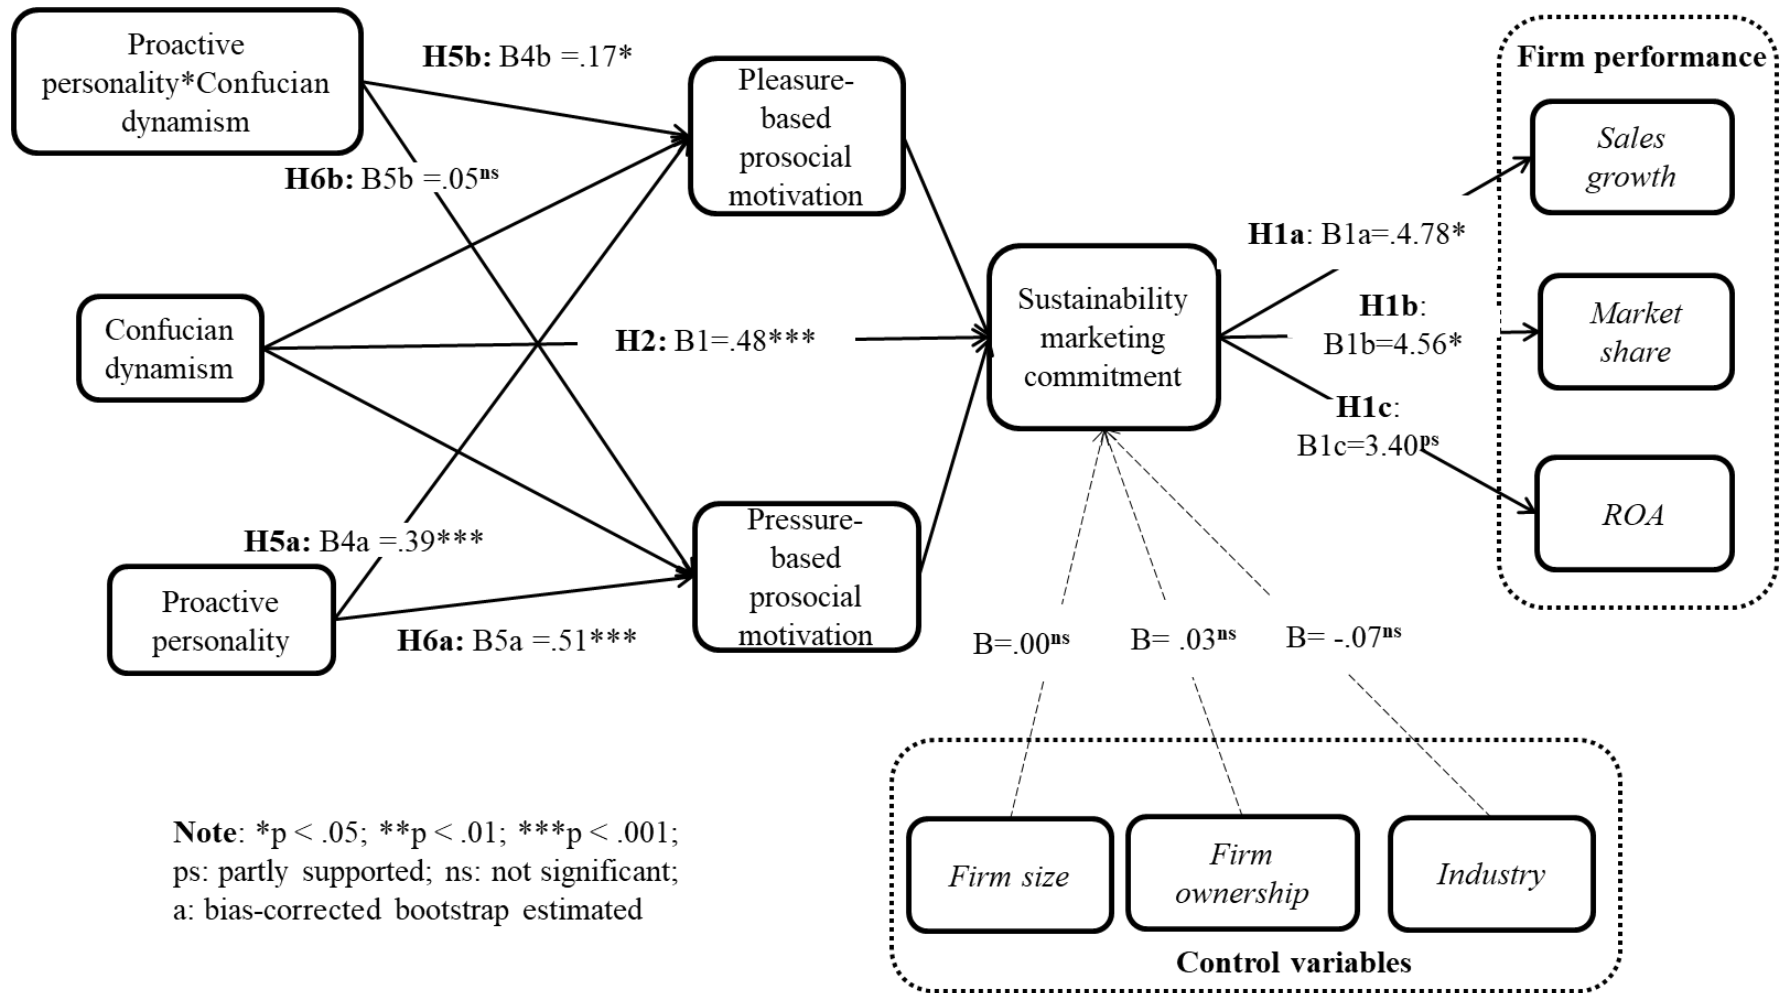 Proactive
personality*Confucian
dynamism
H5b: B4b =.17*
Pleasure-
based
prosocial
motivation
H6b: B5b =.05ns
Confucian
dynamism
H2: B1=.48***
H5a: B4a =.39***
Proactive
personality
H6a: B5a =.51***
Pressure-
based
prosocial
motivation
Sustainability
marketing
commitment
H1a: B1a=.4.78*
H1b:
B1b=4.56*
H1c:
B1c=3.40ps
Firm performance
Sales
growth
Market
share
ROA
B=.00ns
B= .03ns
B= -.07ns
Firm size
Firm
ownership
Industry
Control variables
Note: *p < .05; **p < .01; ***p < .001;
ps: partly supported; ns: not significant;
a: bias-corrected bootstrap estimated